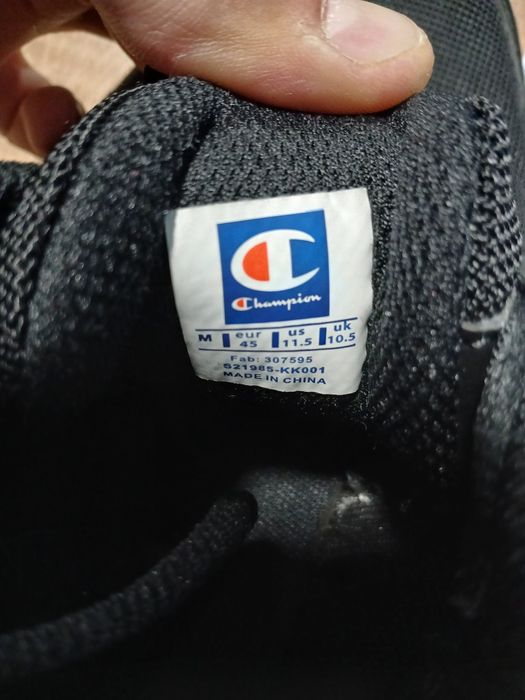 Champion
M eur 45 us 11.5 uk 10.5
Fab: 307595
S21985-KK001
MADE IN CHINA